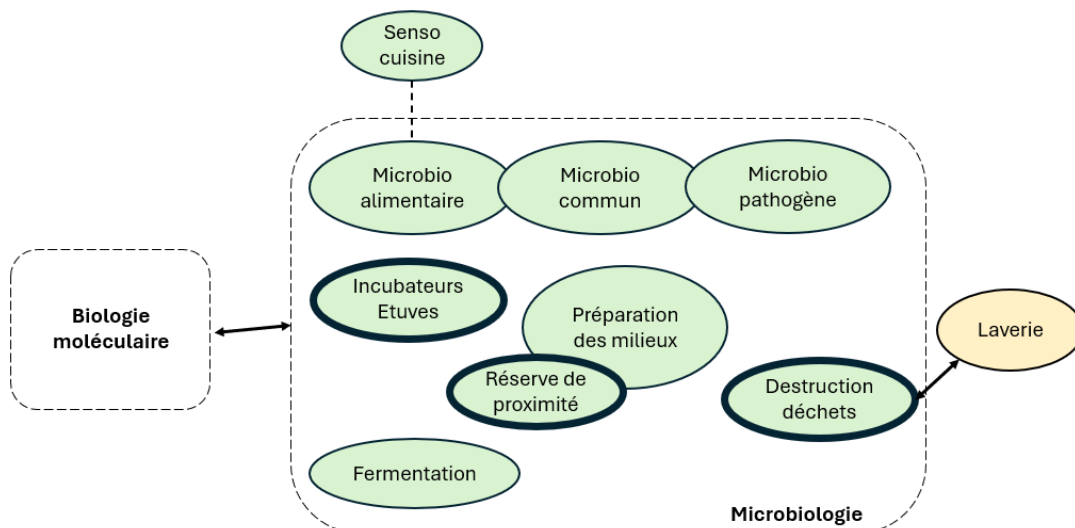 Senso
cuisine
Microbio
alimentaire
Microbio
commun
Microbio
pathogène
Incubateurs
Etuves
Biologie
moléculaire
Préparation
des milieux
Laverie
Réserve de
proximité
Destruction
déchets
Fermentation
Microbiologie